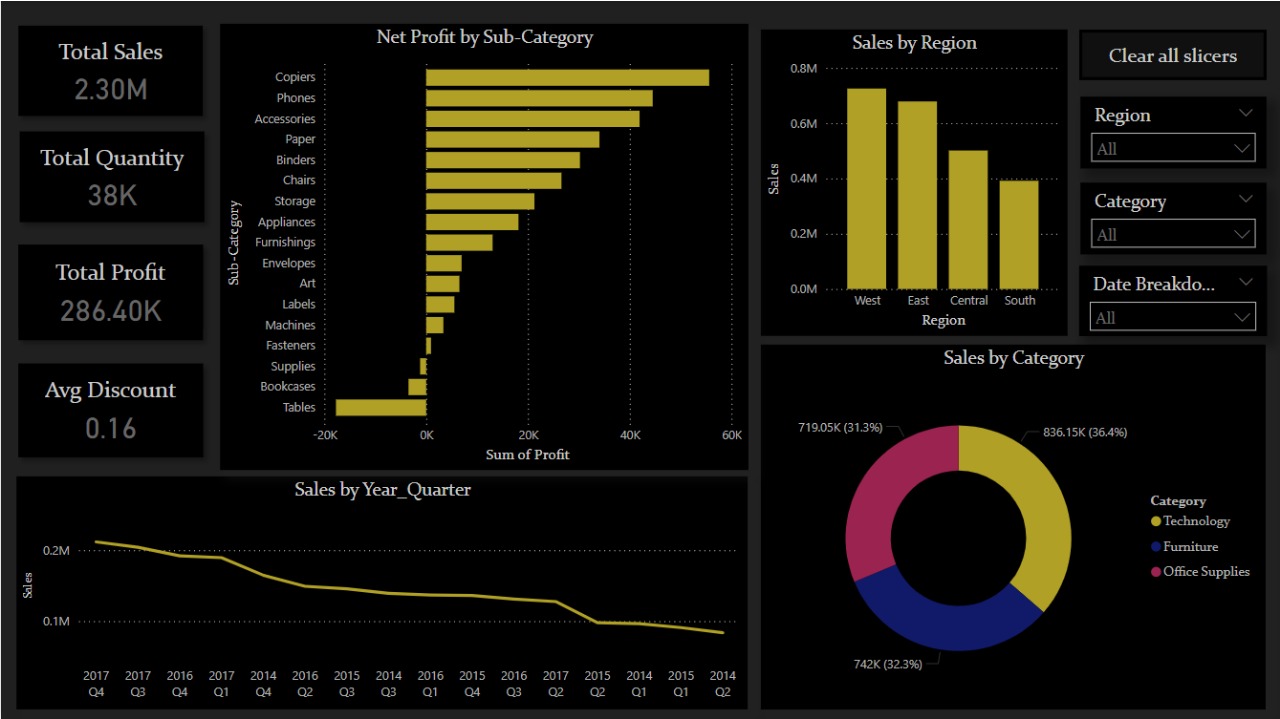 Total Sales
2.30M
Total Quantity
38K
Total Profit
286.40K
Avg Discount
0.16
Net Profit by Sub-Category
Sub-Category
Copiers
Phones
Accessories
Paper
Binders
Chairs
Storage
Appliances
Furnishings
Envelopes
Art
Labels
Machines
Fasteners
Supplies
Bookcases
Tables
-20K 0K 20K 40K 60K
Sum of Profit
Sales by Region
Sales
0.8M
0.6M
0.4M
0.2M
0.0M
West East Central South
Region
Clear all slicers
Region
All
Category
All
Date Breakdo...
All
Sales by Year_Quarter
Sales
0.2M
0.1M
2017 2017 2016 2017 2014 2016 2015 2014 2016 2015 2016 2017 2015 2014 2015 2014
Q4 Q3 Q4 Q1 Q4 Q2 Q3 Q3 Q1 Q4 Q3 Q2 Q2 Q1 Q1 Q2
Sales by Category
719.05K (31.3%)
836.15K (36.4%)
742K (32.3%)
Category
Technology
Furniture
Office Supplies